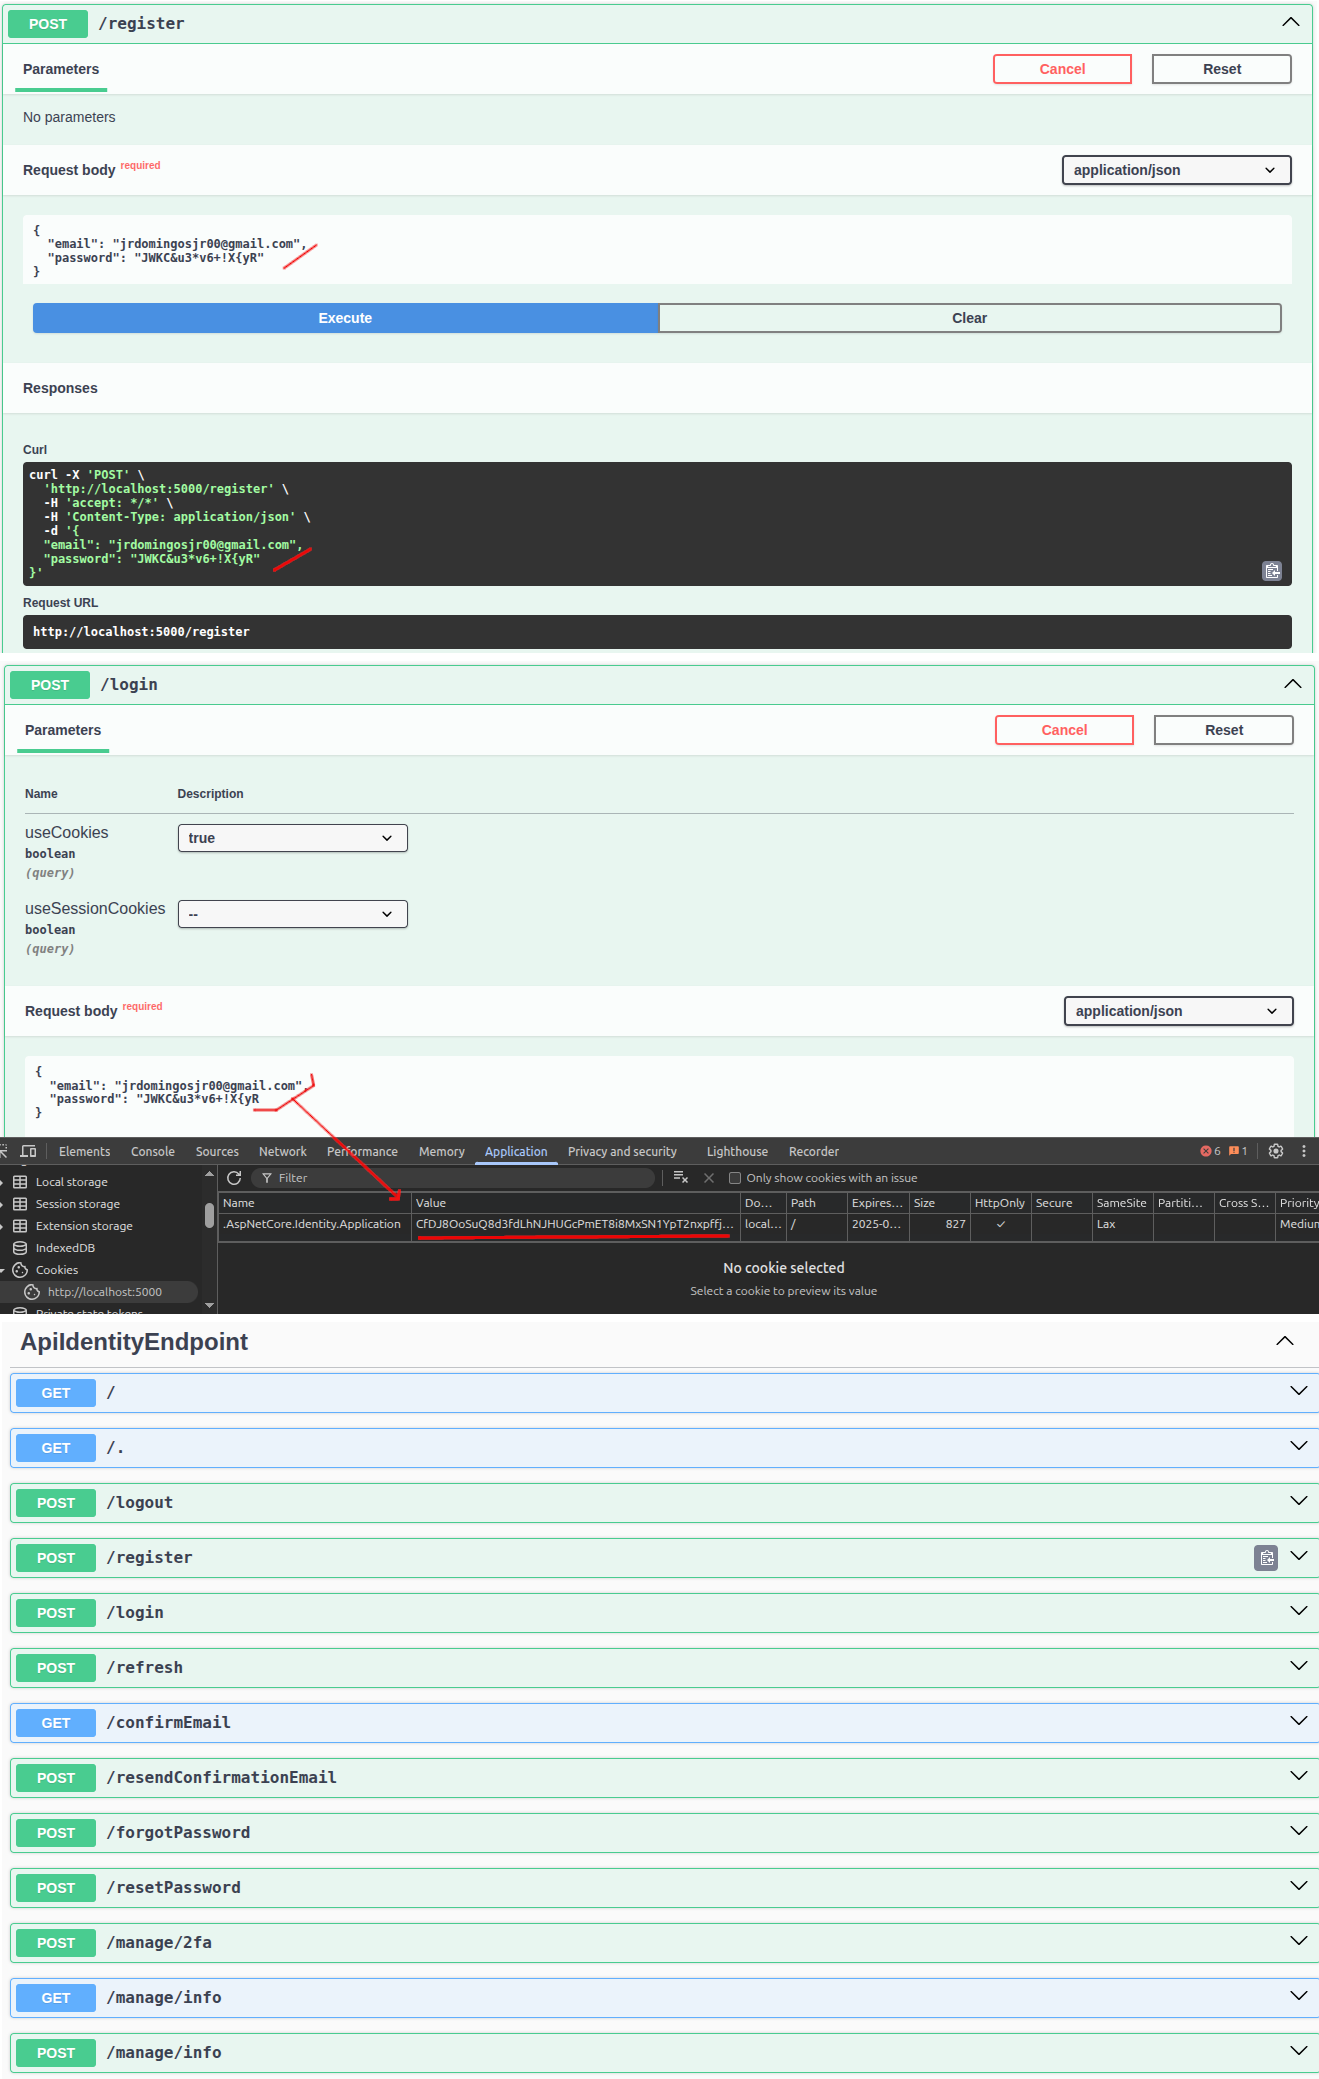 POST /register
Parameters
Cancel
Reset
No parameters
Request body required
application/json
{
"email": "jrdomingosjr00@gmail.com",
"password": "JWKC&u3*v6+!X{yR"
}
Execute
Clear
Responses
Curl
curl -X 'POST' \
'http://localhost:5000/register' \
-H 'accept: */*' \
-H 'Content-Type: application/json' \
-d '{
"email": "jrdomingosjr00@gmail.com",
"password": "JWKC&u3*v6+!X{yR"
}'
Request URL
http://localhost:5000/register
POST /login
Parameters
Cancel
Reset
Name Description
useCookies
true
boolean
(query)
useSessionCookies
--
boolean
(query)
Request body required
application/json
{
"email": "jrdomingosjr00@gmail.com",
"password": "JWKC&u3*v6+!X{yR
}
Elements Console Sources Network Performance Memory Application Privacy and security Lighthouse Recorder 6 1
Local storage
Session storage
Extension storage
IndexedDB
Cookies
http://localhost:5000
Private state tokens
Filter
Only show cookies with an issue
Name Value Do... Path Expires... Size HttpOnly Secure SameSite Partiti... Cross S... Priority
.AspNetCore.Identity.Application CfDJ8OoSuQ8d3fdLhNJHUGcPmET8i8MxSN1YpT2nxpffj... local... / 2025-0... 827 ✓ Lax Medium
No cookie selected
Select a cookie to preview its value
ApiIdentityEndpoint
GET /
GET /.
POST /logout
POST /register
POST /login
POST /refresh
GET /confirmEmail
POST /resendConfirmationEmail
POST /forgotPassword
POST /resetPassword
POST /manage/2fa
GET /manage/info
POST /manage/info